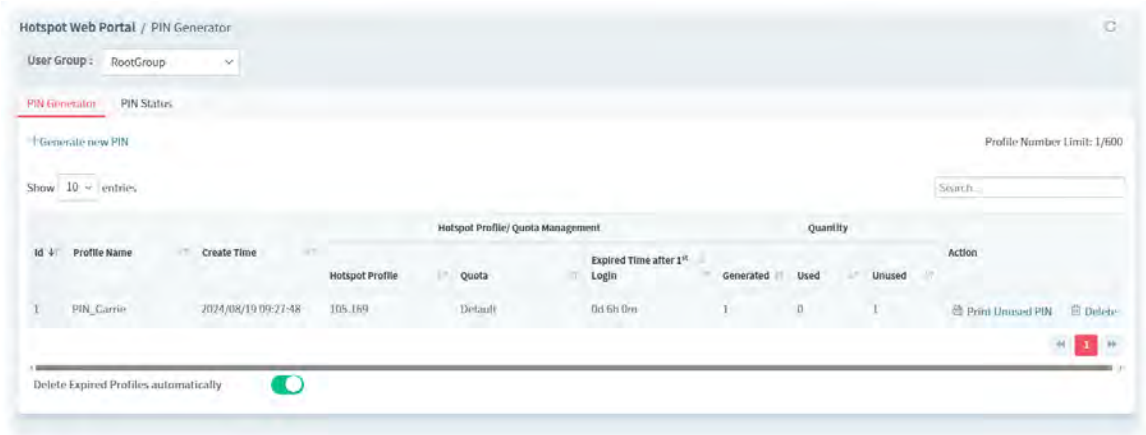 Hotspot Web Portal / PIN Generator
User Group : RootGroup
PIN Generator PIN Status
+Generate new PIN Profile Number Limit: 1/600
Show 10 entries Search...
Hotspot Profile/ Quota Management Quantity
Id Profile Name Create Time Hotspot Profile Quota Expired Time after 1st Login Generated Used Unused Action
1 PIN_Carrie 2024/08/19 09:27:48 105.169 Default 0d 6h 0m 1 0 1 Print Unused PIN Delete
1
Delete Expired Profiles automatically